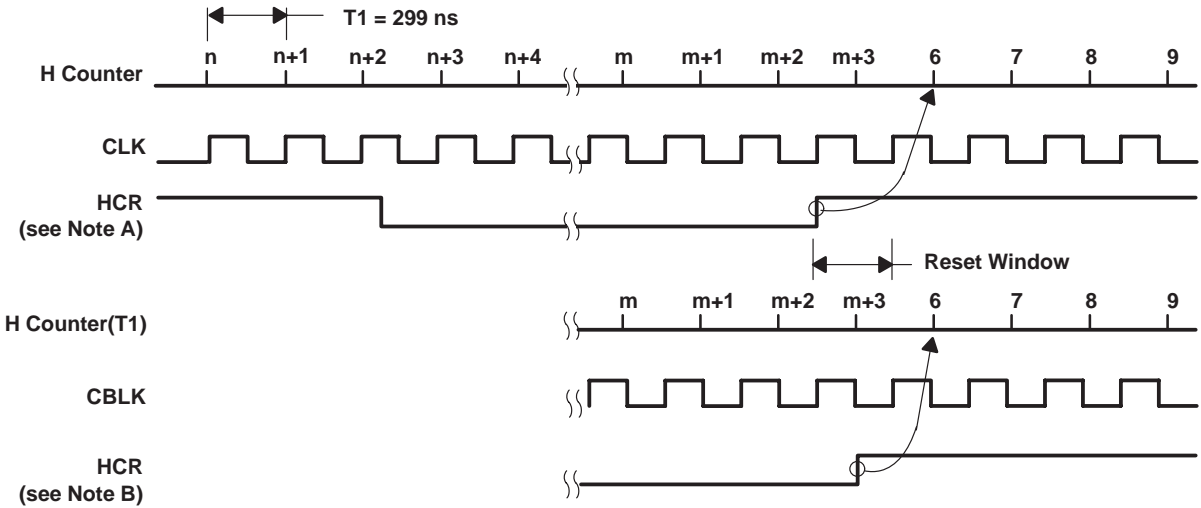 T1 = 299 ns
n n+1 n+2 n+3 n+4 m m+1 m+2 m+3 6 7 8 9
H Counter
CLK
HCR
(see Note A)
Reset Window
m m+1 m+2 m+3 6 7 8 9
H Counter(T1)
CBLK
HCR
(see Note B)